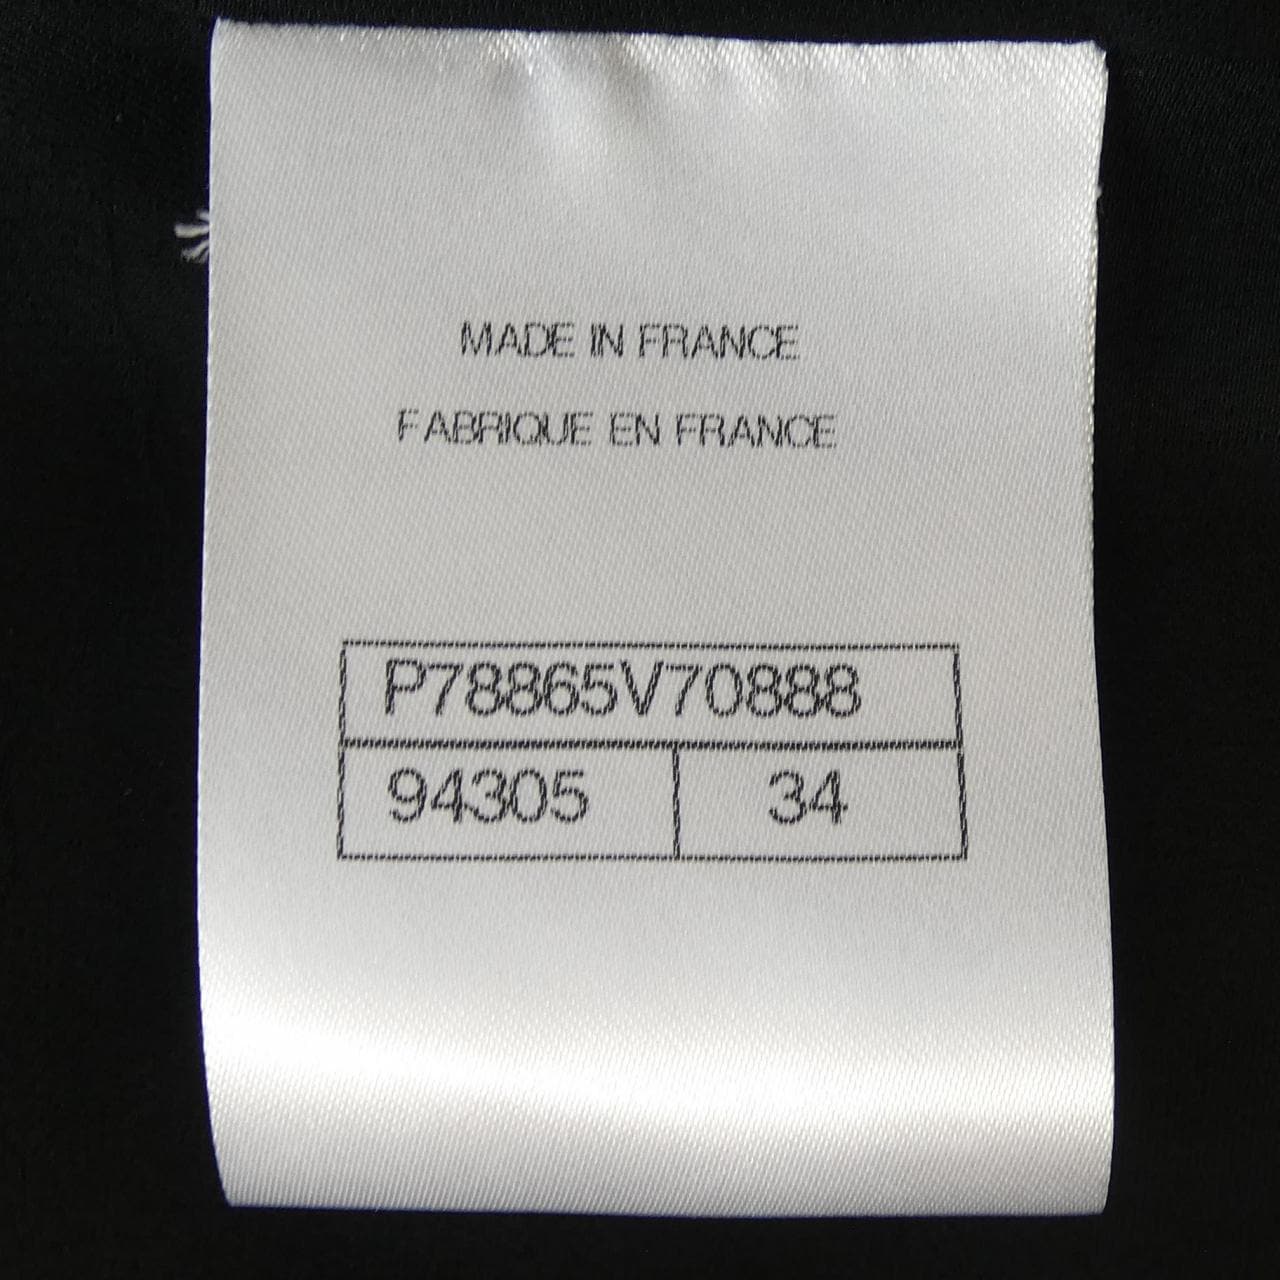 MADE IN FRANCE
FABRIQUE EN FRANCE
P78865V70888
94305 34